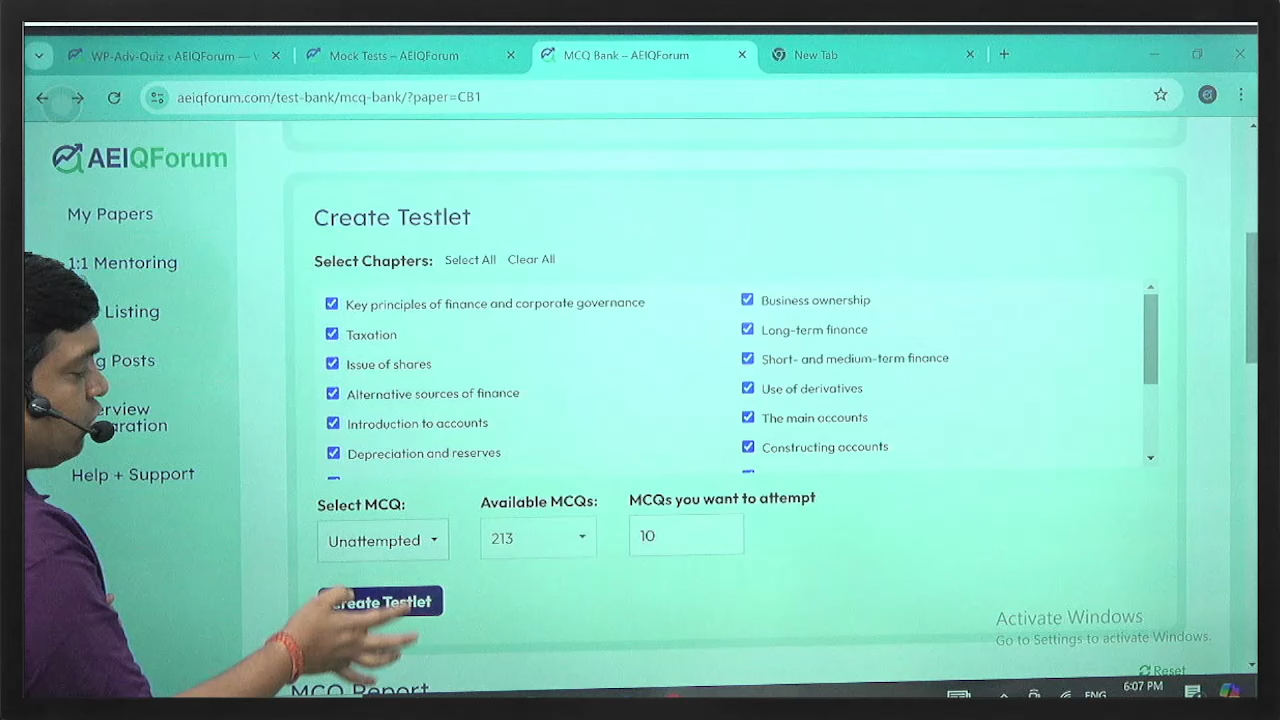 WP-Adv-Quiz ‹ AEIQForum —
Mock Tests – AEIQForum
MCQ Bank – AEIQForum
New Tab
aeiqforum.com/test-bank/mcq-bank/?paper=CB1
AEIQForum
My Papers
1:1 Mentoring
Listing
Posts
Help + Support
Create Testlet
Select Chapters: Select All Clear All
Key principles of finance and corporate governance
Business ownership
Taxation
Long-term finance
Issue of shares
Short- and medium-term finance
Alternative sources of finance
Use of derivatives
Introduction to accounts
The main accounts
Depreciation and reserves
Constructing accounts
Select MCQ: Available MCQs: MCQs you want to attempt
Unattempted 213 10
Create Testlet
Activate Windows
Go to Settings to activate Windows.
Reset
MCQ Report
ENG
6:07 PM